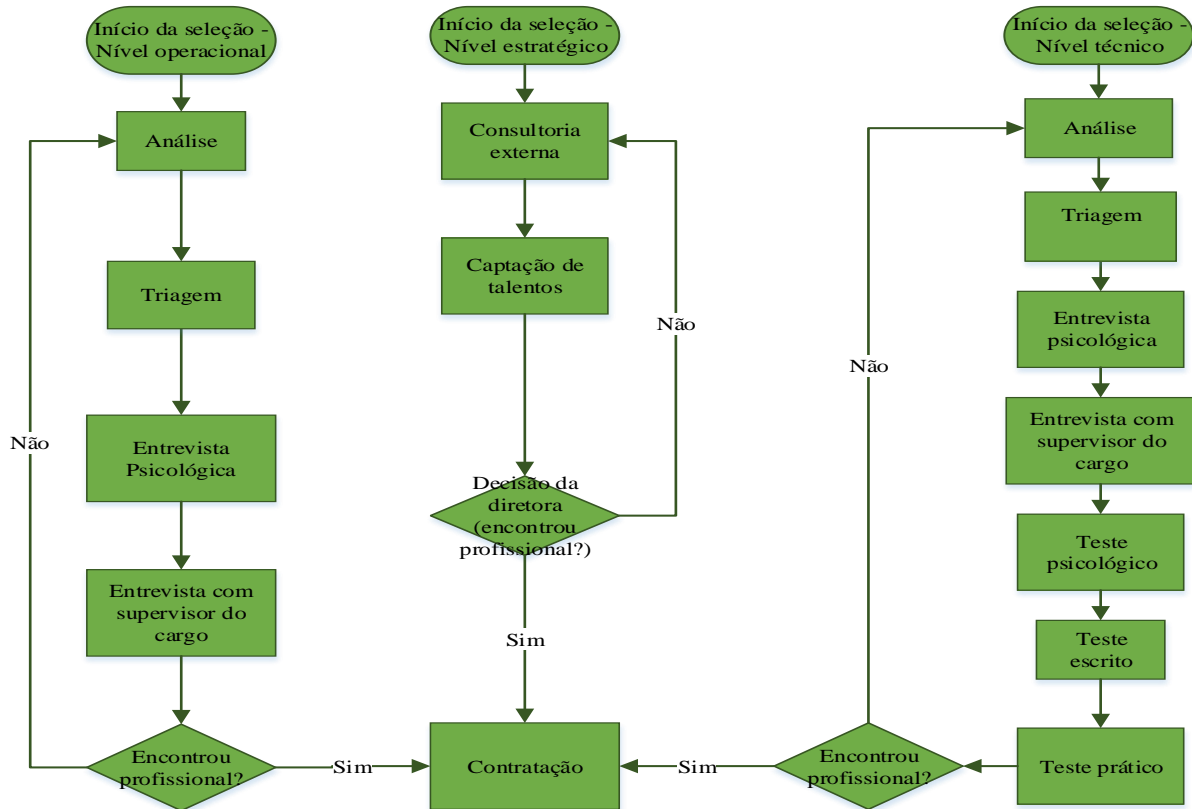 Início da seleção -
Nível operacional
Análise
Triagem
Não
Entrevista
Psicológica
Entrevista com
supervisor do
cargo
Encontrou
profissional?
Sim
Início da seleção -
Nível estratégico
Consultoria
externa
Captação de
talentos
Não
Decisão da
diretora
(encontrou
profissional?)
Sim
Contratação
Início da seleção -
Nível técnico
Análise
Triagem
Entrevista
psicológica
Não
Entrevista com
supervisor do
cargo
Teste
psicológico
Teste
escrito
Teste prático
Encontrou
profissional?
Sim